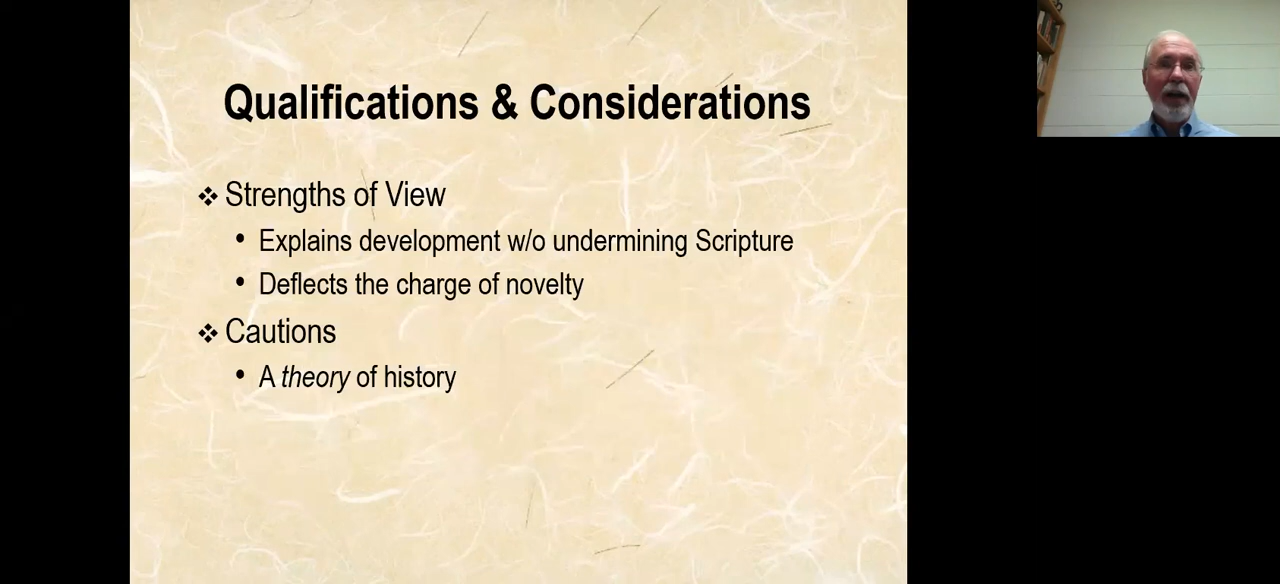 Qualifications & Considerations
❖ Strengths of View
• Explains development w/o undermining Scripture
• Deflects the charge of novelty
❖ Cautions
• A theory of history